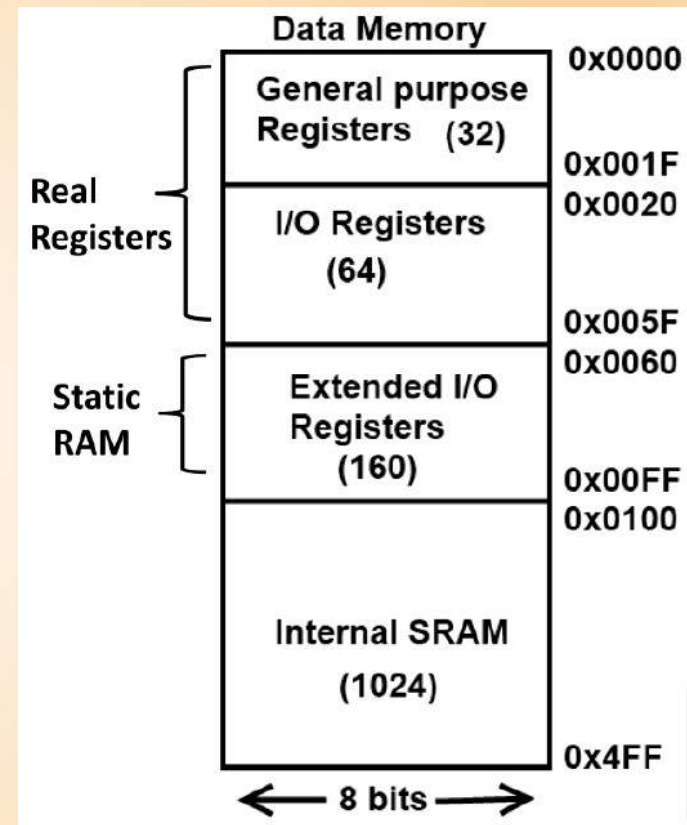 Data Memory
0x0000
General purpose
Registers (32)
0x001F
Real
Registers
0x0020
I/O Registers
(64)
0x005F
0x0060
Static
RAM
Extended I/O
Registers
(160)
0x00FF
0x0100
Internal SRAM
(1024)
0x4FF
8 bits